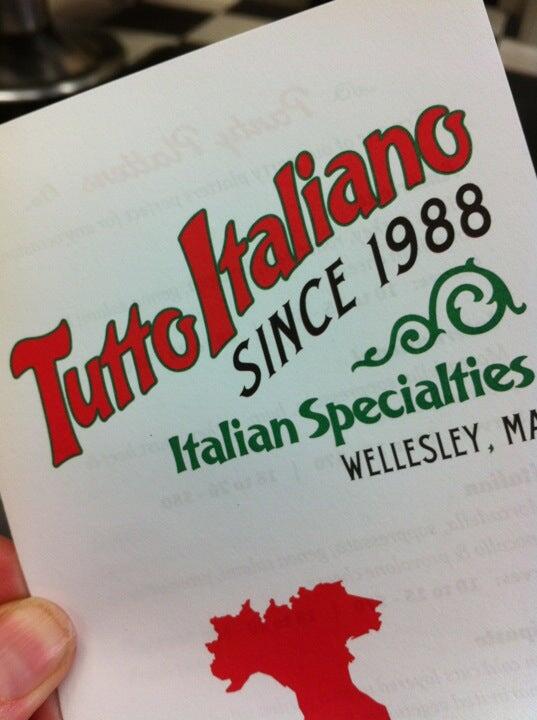 Tutto Italiano
SINCE 1988
Italian Specialties
WELLESLEY, MA